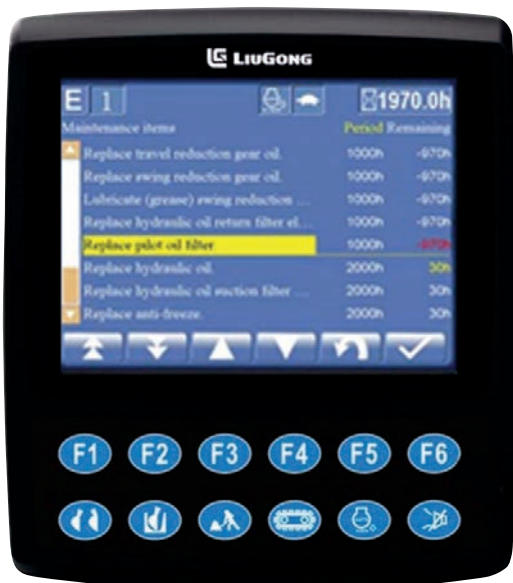 LIUGONG
E 1 1970.0h
Maintenance items Period Remaining
Replace travel reduction gear oil. 1000h -970h
Replace swing reduction gear oil. 1000h -970h
Lubricate (grease) swing reduction ... 1000h -970h
Replace hydraulic oil return filter el... 1000h -970h
Replace pilot oil filter 1000h -970h
Replace hydraulic oil. 2000h 30h
Replace hydraulic oil suction filter ... 2000h 30h
Replace anti-freeze. 2000h 30h
F1 F2 F3 F4 F5 F6